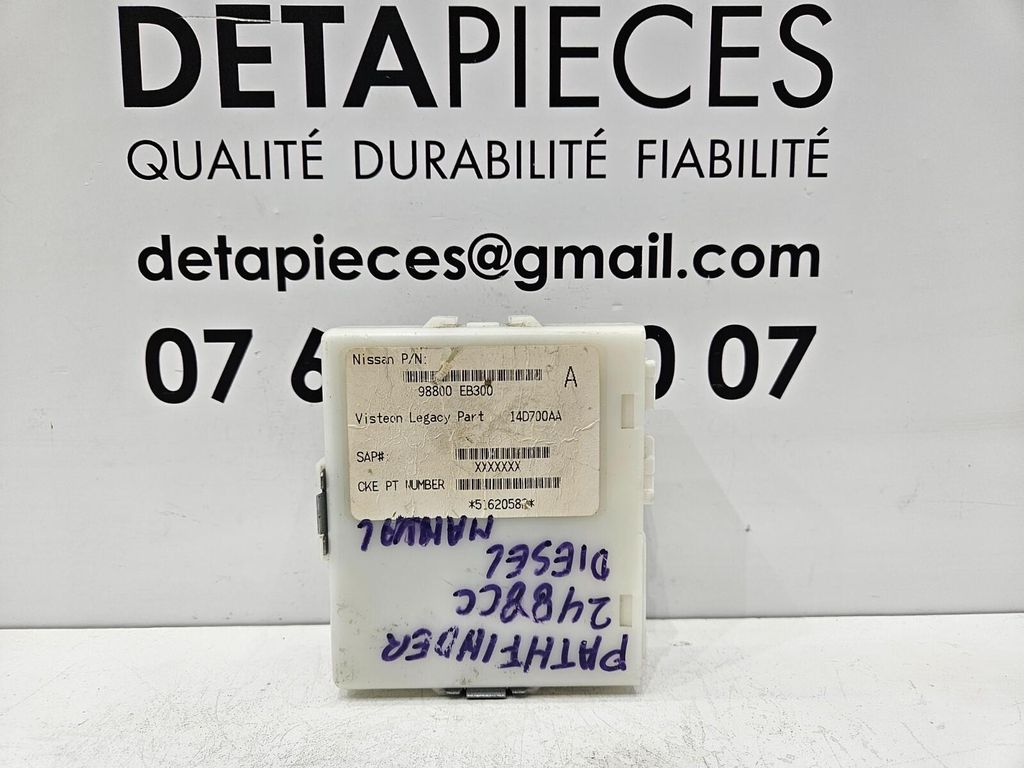 DETAPIECES
QUALITÉ DURABILITÉ FIABILITÉ
detapieces@gmail.com
07 6 0 07
Nissan P/N:
98800 EB300
A
Visteon Legacy Part 14D700AA
SAP#:
XXXXXXX
CKE PT NUMBER
PATHFINDER
2488CC
DIESEL
MANUAL